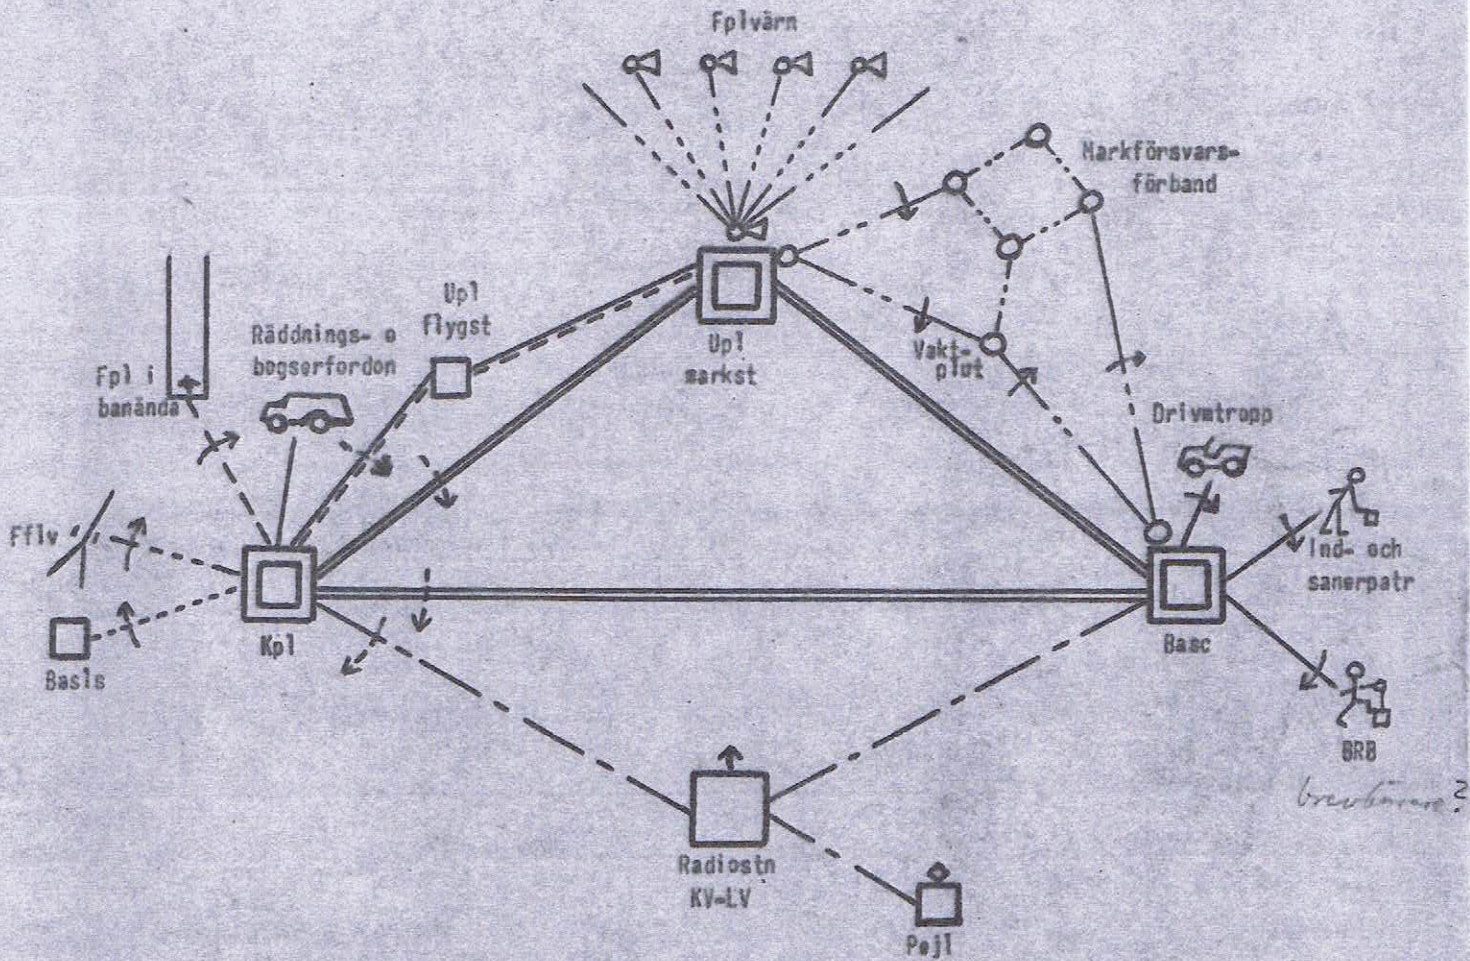 Fplvärn
Markförsvars-
förband
Upl
flygst
Räddnings- o
bogserfordon
Fpl i
banända
Upl
markst
Vakt-
plut
Drivmtropp
Fflv
Ind- och
sanerpatr
Kpl
Basc
Basls
BRB
brevbärare?
Radiostn
KV-LV
Pejl